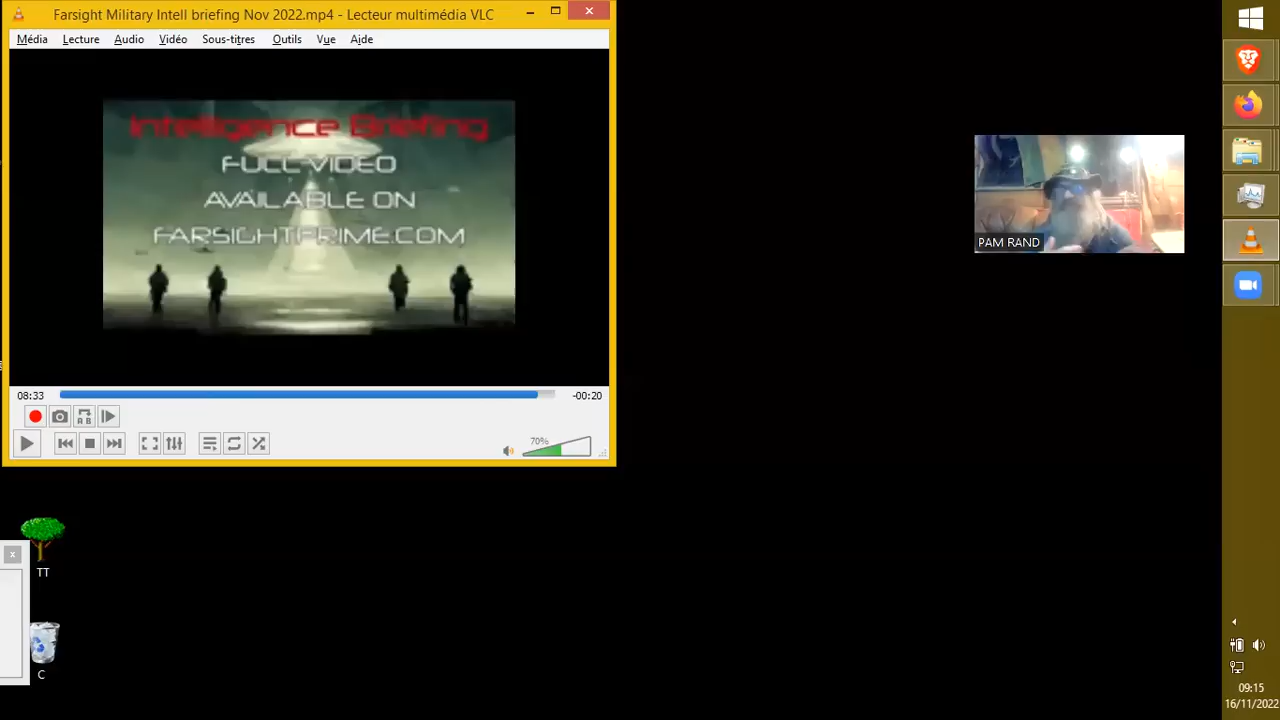 Farsight Military Intell briefing Nov 2022.mp4 - Lecteur multimédia VLC
Média Lecture Audio Vidéo Sous-titres Outils Vue Aide
Intelligence Briefing
FULL VIDEO
AVAILABLE ON
FARSIGHTPRIME.COM
PAM RAND
08:33
-00:20
A B
70%
x
TT
C
09:15
16/11/2022